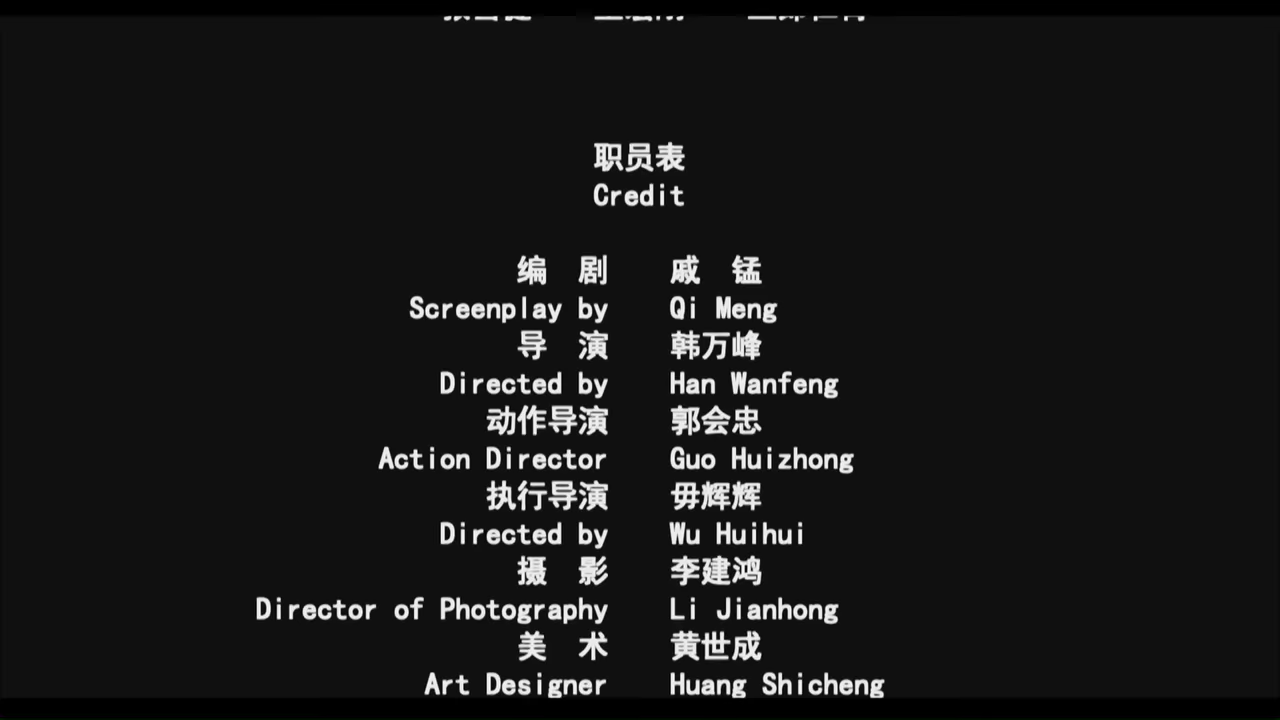 职员表
Credit
编 剧 戚 锰
Screenplay by Qi Meng
导 演 韩万峰
Directed by Han Wanfeng
动作导演 郭会忠
Action Director Guo Huizhong
执行导演 毋辉辉
Directed by Wu Huihui
摄 影 李建鸿
Director of Photography Li Jianhong
美 术 黄世成
Art Designer Huang Shicheng